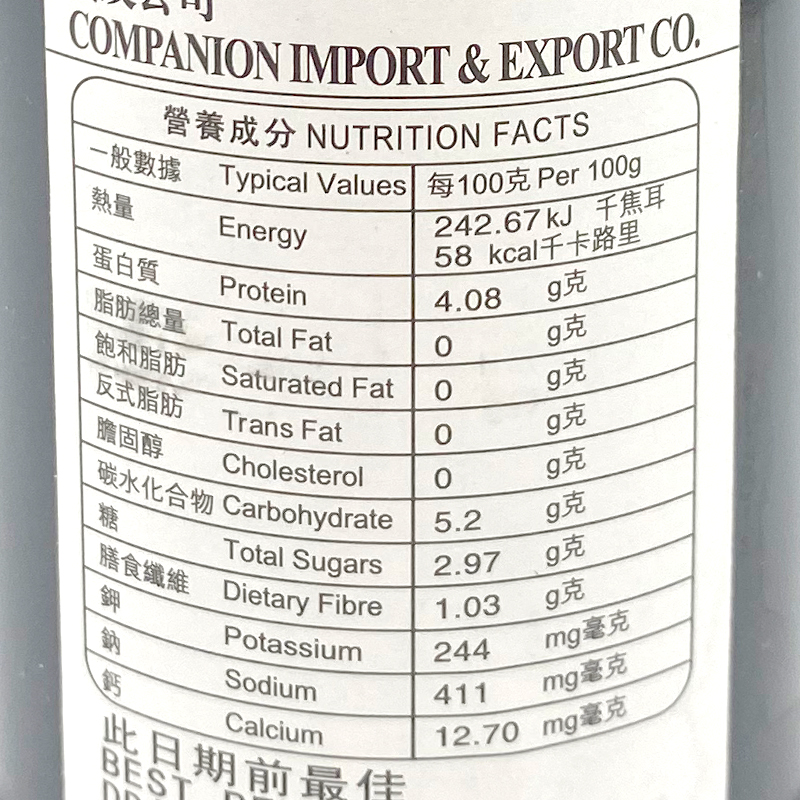 公司
COMPANION IMPORT & EXPORT CO.
營養成分 NUTRITION FACTS
一般數據 Typical Values 每100克 Per 100g
熱量 Energy 242.67 kJ 千焦耳
58 kcal千卡路里
蛋白質 Protein 4.08 g克
脂肪總量 Total Fat 0 g克
飽和脂肪 Saturated Fat 0 g克
反式脂肪 Trans Fat 0 g克
膽固醇 Cholesterol 0 g克
碳水化合物 Carbohydrate 5.2 g克
糖 Total Sugars 2.97 g克
膳食纖維 Dietary Fibre 1.03 g克
鉀 Potassium 244 mg毫克
鈉 Sodium 411 mg毫克
鈣 Calcium 12.70 mg毫克
此日期前最佳
BEST